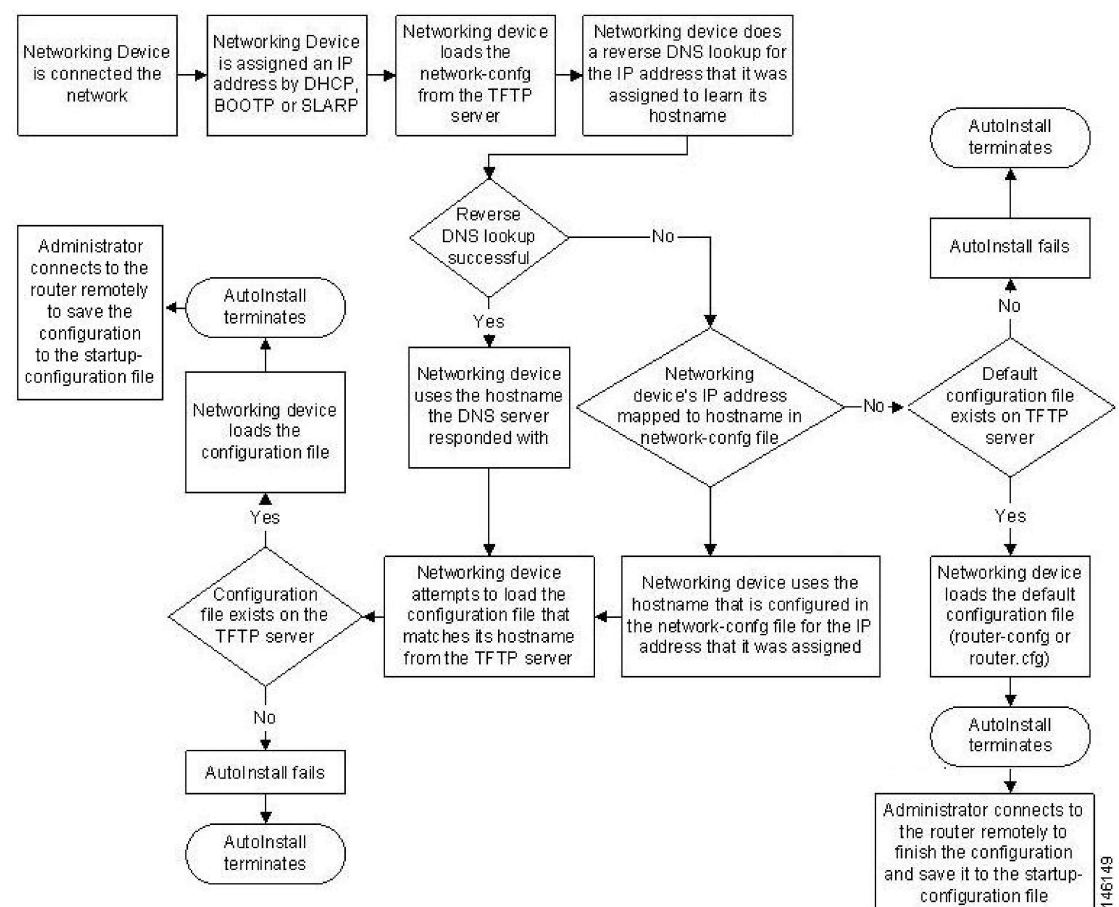 Networking Device
is connected the
network
Networking Device
is assigned an IP
address by DHCP,
BOOTP or SLARP
Networking device
loads the
network-confg
from the TFTP
server
Networking device does
a reverse DNS lookup for
the IP address that it was
assigned to learn its
hostname
AutoInstall
terminates
Reverse
DNS lookup
successful
No
AutoInstall fails
Administrator
connects to the
router remotely
to save the
configuration
to the startup-
configuration file
AutoInstall
terminates
Yes
No
Networking device
loads the
configuration file
Networking device
uses the hostname
the DNS server
responded with
Networking
device's IP address
mapped to hostname in
network-confg file
No
Default
configuration file
exists on TFTP
server
Yes
Yes
Configuration
file exists on the
TFTP server
Networking device
attempts to load the
configuration file that
matches its hostname
from the TFTP server
Networking device uses the
hostname that is configured in
the network-confg file for the IP
address that it was assigned
Networking device
loads the default
configuration file
(router-confg or
router.cfg)
No
AutoInstall
terminates
AutoInstall fails
AutoInstall
terminates
Administrator connects to
the router remotely to
finish the configuration
and save it to the startup-
configuration file
146149